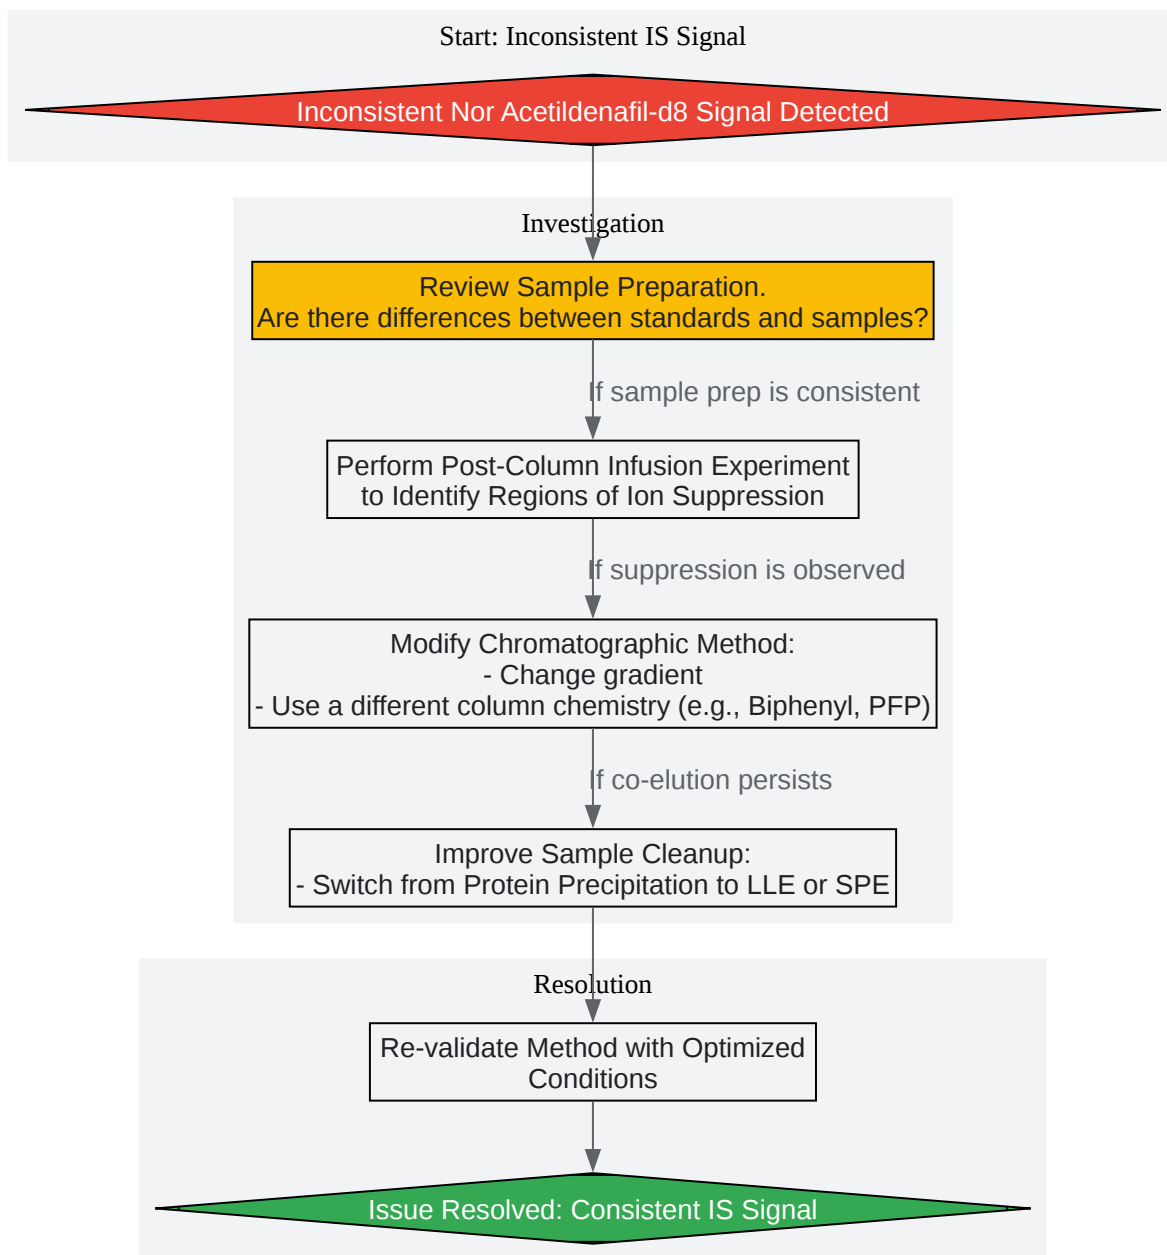 Start: Inconsistent IS Signal
Inconsistent Nor Acetildenafil-d8 Signal Detected
Investigation
Review Sample Preparation.
Are there differences between standards and samples?
If sample prep is consistent
Perform Post-Column Infusion Experiment
to Identify Regions of Ion Suppression
If suppression is observed
Modify Chromatographic Method:
- Change gradient
- Use a different column chemistry (e.g., Biphenyl, PFP)
If co-elution persists
Improve Sample Cleanup:
- Switch from Protein Precipitation to LLE or SPE
Resolution
Re-validate Method with Optimized
Conditions
Issue Resolved: Consistent IS Signal